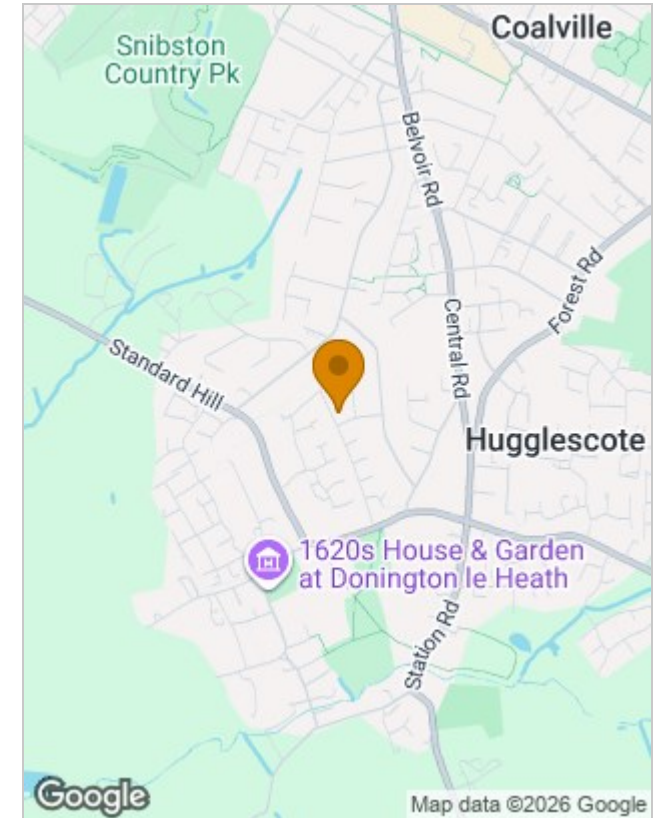 Coalville
Snibston
Country Pk
Belvoir Rd
Forest Rd
Central Rd
Standard Hill
Hugglescote
1620s House & Garden
at Donington le Heath
Station Rd
Google
Map data ©2026 Google